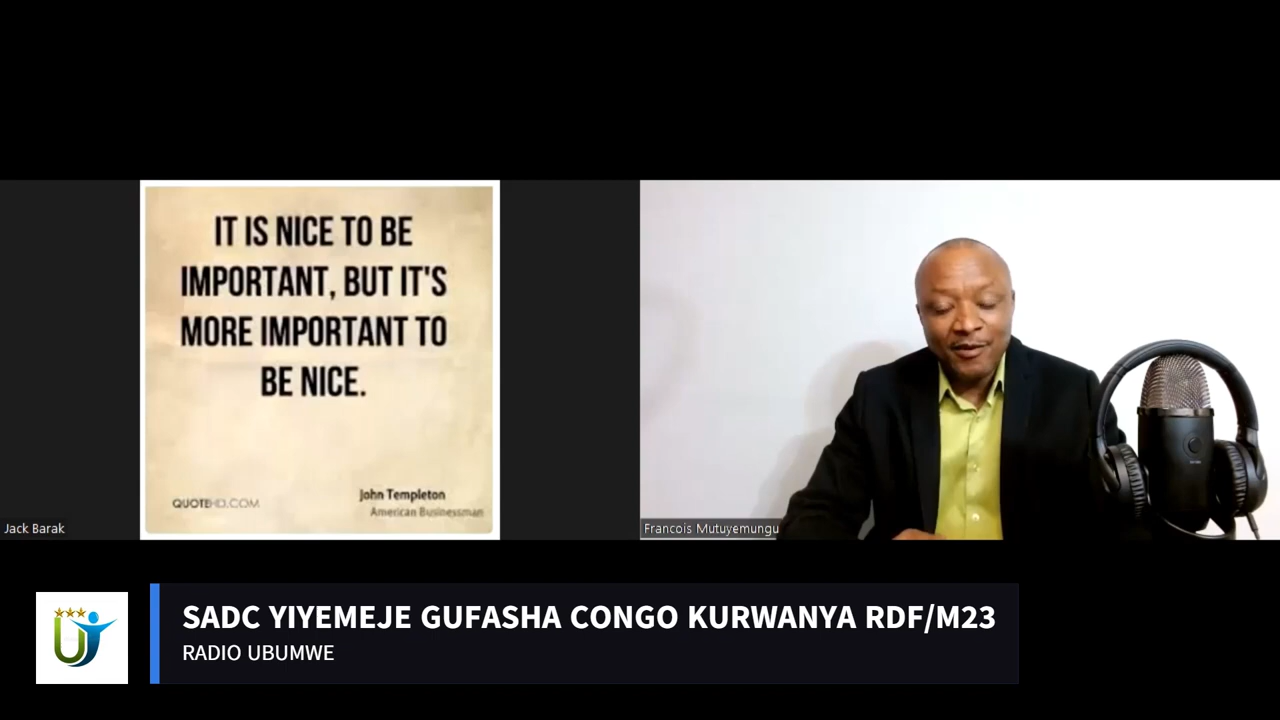 IT IS NICE TO BE
IMPORTANT, BUT IT'S
MORE IMPORTANT TO
BE NICE.
John Templeton
American Businessman
QUOTEHD.COM
Jack Barak
Francois Mutuyemungu
SADC YIYEMEJE GUFASHA CONGO KURWANYA RDF/M23
RADIO UBUMWE